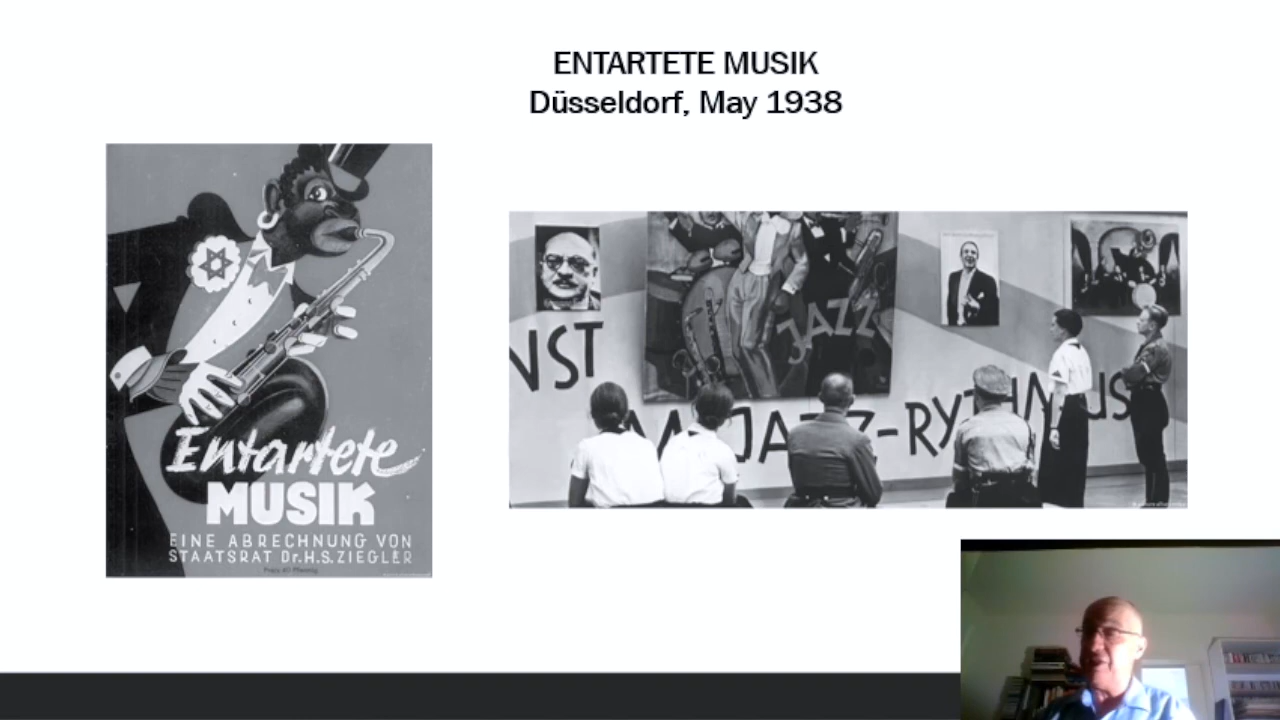 ENTARTETE MUSIK
Düsseldorf, May 1938
Entartete
MUSIK
EINE ABRECHNUNG VON
STAATSRAT Dr. H.S. ZIEGLER
NST
JAZZ
JAZZ-RYTHMUS